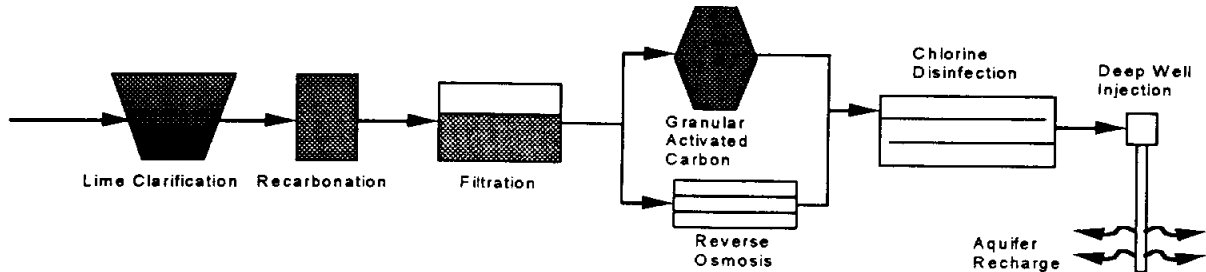 Lime Clarification
Recarbonation
Filtration
Granular
Activated
Carbon
Reverse
Osmosis
Chlorine
Disinfection
Deep Well
Injection
Aquifer
Recharge